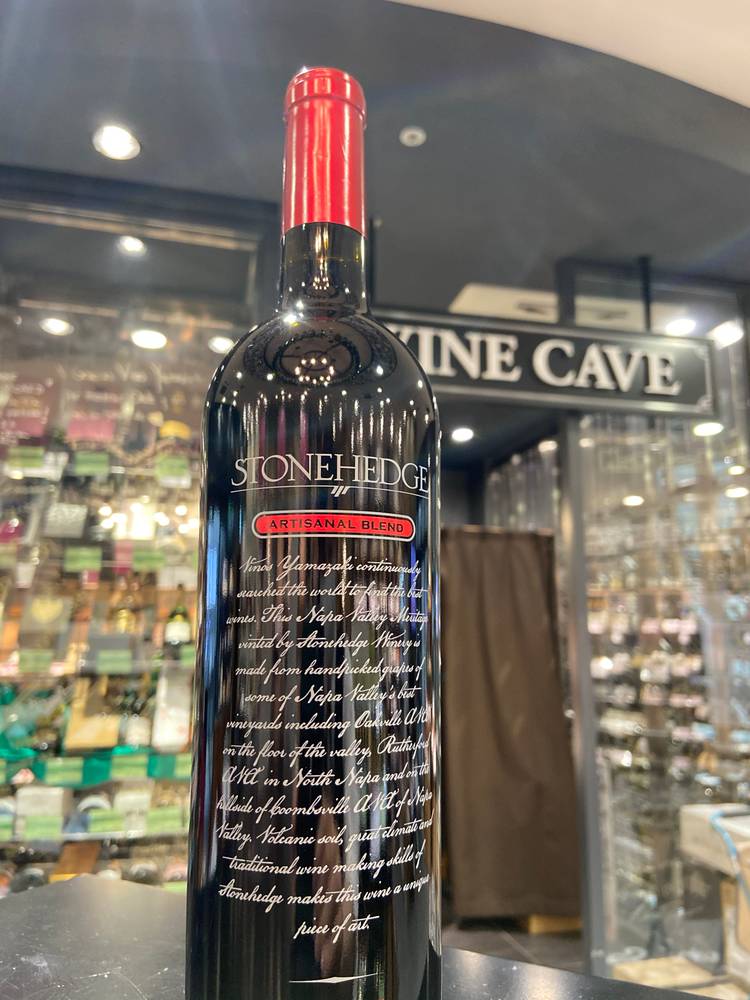 WINE CAVE
STONEHEDGE
ARTISANAL BLEND
Vinos Yamazaki continuously
searched the world to find the best
wines. This Napa Valley Meritage
vinted by Stonehedge Winery is
made from handpicked grapes of
some of Napa Valley's best
vineyards including Oakville AVA
on the floor of the valley, Rutherford
AVA in North Napa and on the
hillside of Coombsville AVA of Napa
Valley. Volcanic soil, great climate and
traditional wine making skills of
Stonehedge makes this wine a unique
piece of art.